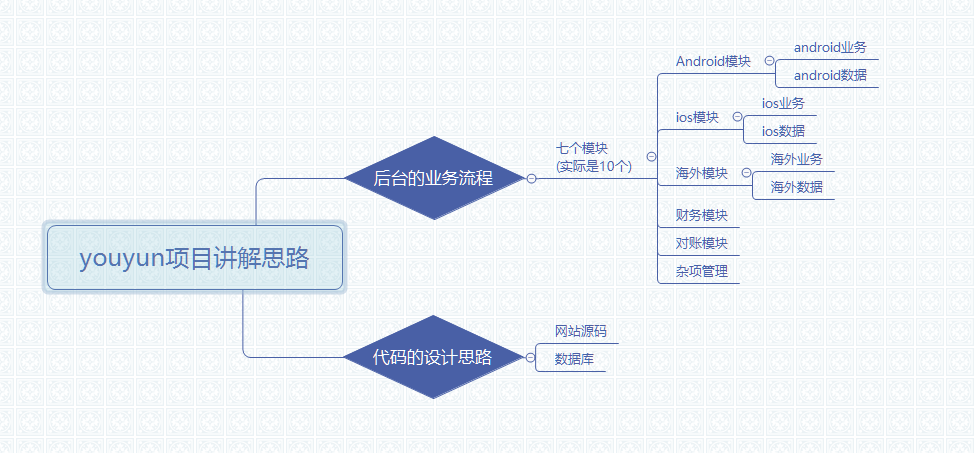 youyun项目讲解思路
后台的业务流程
七个模块
(实际是10个)
Android模块
android业务
android数据
ios模块
ios业务
ios数据
海外模块
海外业务
海外数据
财务模块
对账模块
杂项管理
代码的设计思路
网站源码
数据库